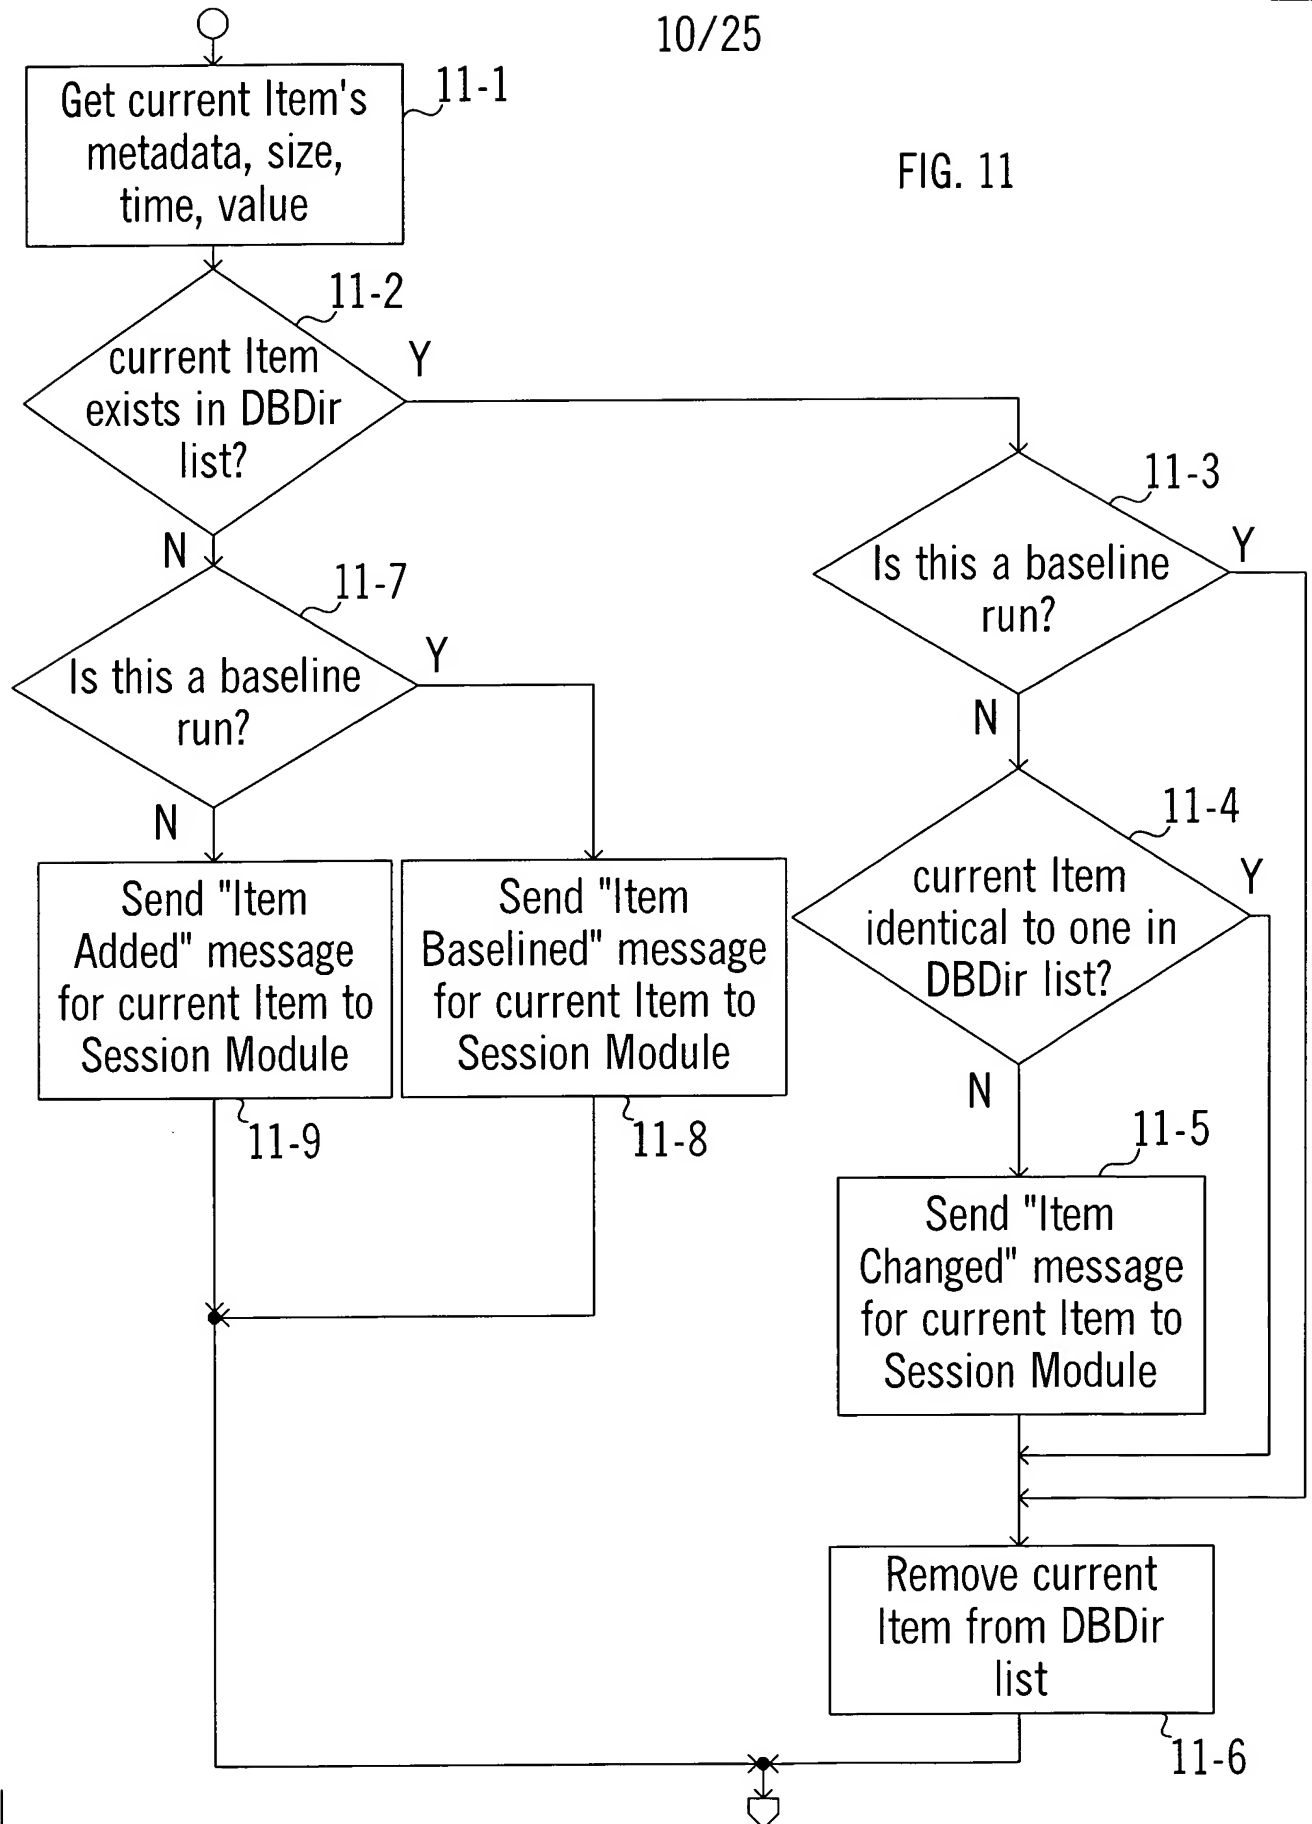 10/25
FIG. 11
Get current Item's
metadata, size,
time, value
11-1
current Item
exists in DBDir
list?
11-2
Y
N
Is this a baseline
run?
11-3
Y
N
Is this a baseline
run?
11-7
Y
N
current Item
identical to one in
DBDir list?
11-4
Y
N
Send "Item
Added" message
for current Item to
Session Module
11-9
Send "Item
Baselined" message
for current Item to
Session Module
11-8
Send "Item
Changed" message
for current Item to
Session Module
11-5
Remove current
Item from DBDir
list
11-6